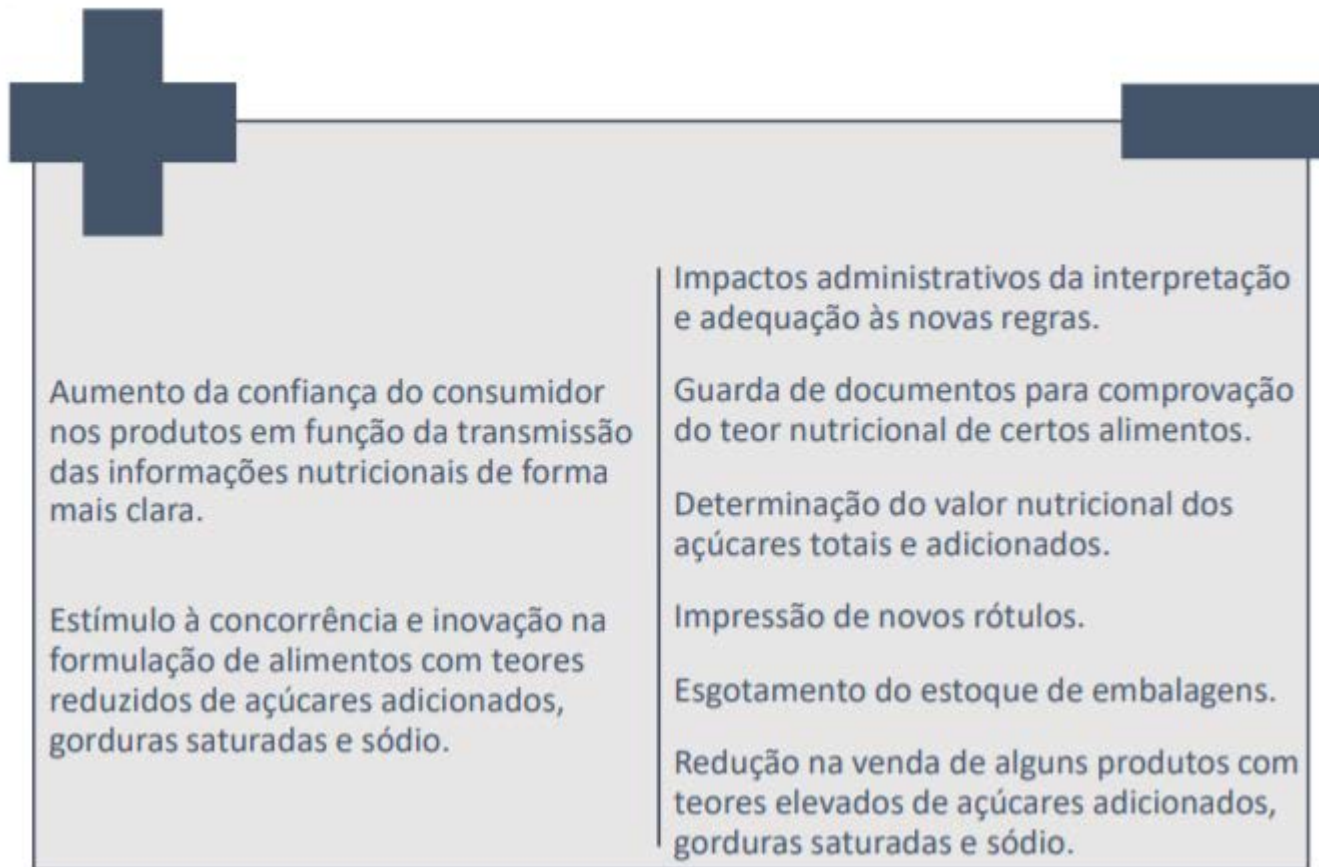 Aumento da confiança do consumidor
nos produtos em função da transmissão
das informações nutricionais de forma
mais clara.
Estímulo à concorrência e inovação na
formulação de alimentos com teores
reduzidos de açúcares adicionados,
gorduras saturadas e sódio.
Impactos administrativos da interpretação
e adequação às novas regras.
Guarda de documentos para comprovação
do teor nutricional de certos alimentos.
Determinação do valor nutricional dos
açúcares totais e adicionados.
Impressão de novos rótulos.
Esgotamento do estoque de embalagens.
Redução na venda de alguns produtos com
teores elevados de açúcares adicionados,
gorduras saturadas e sódio.